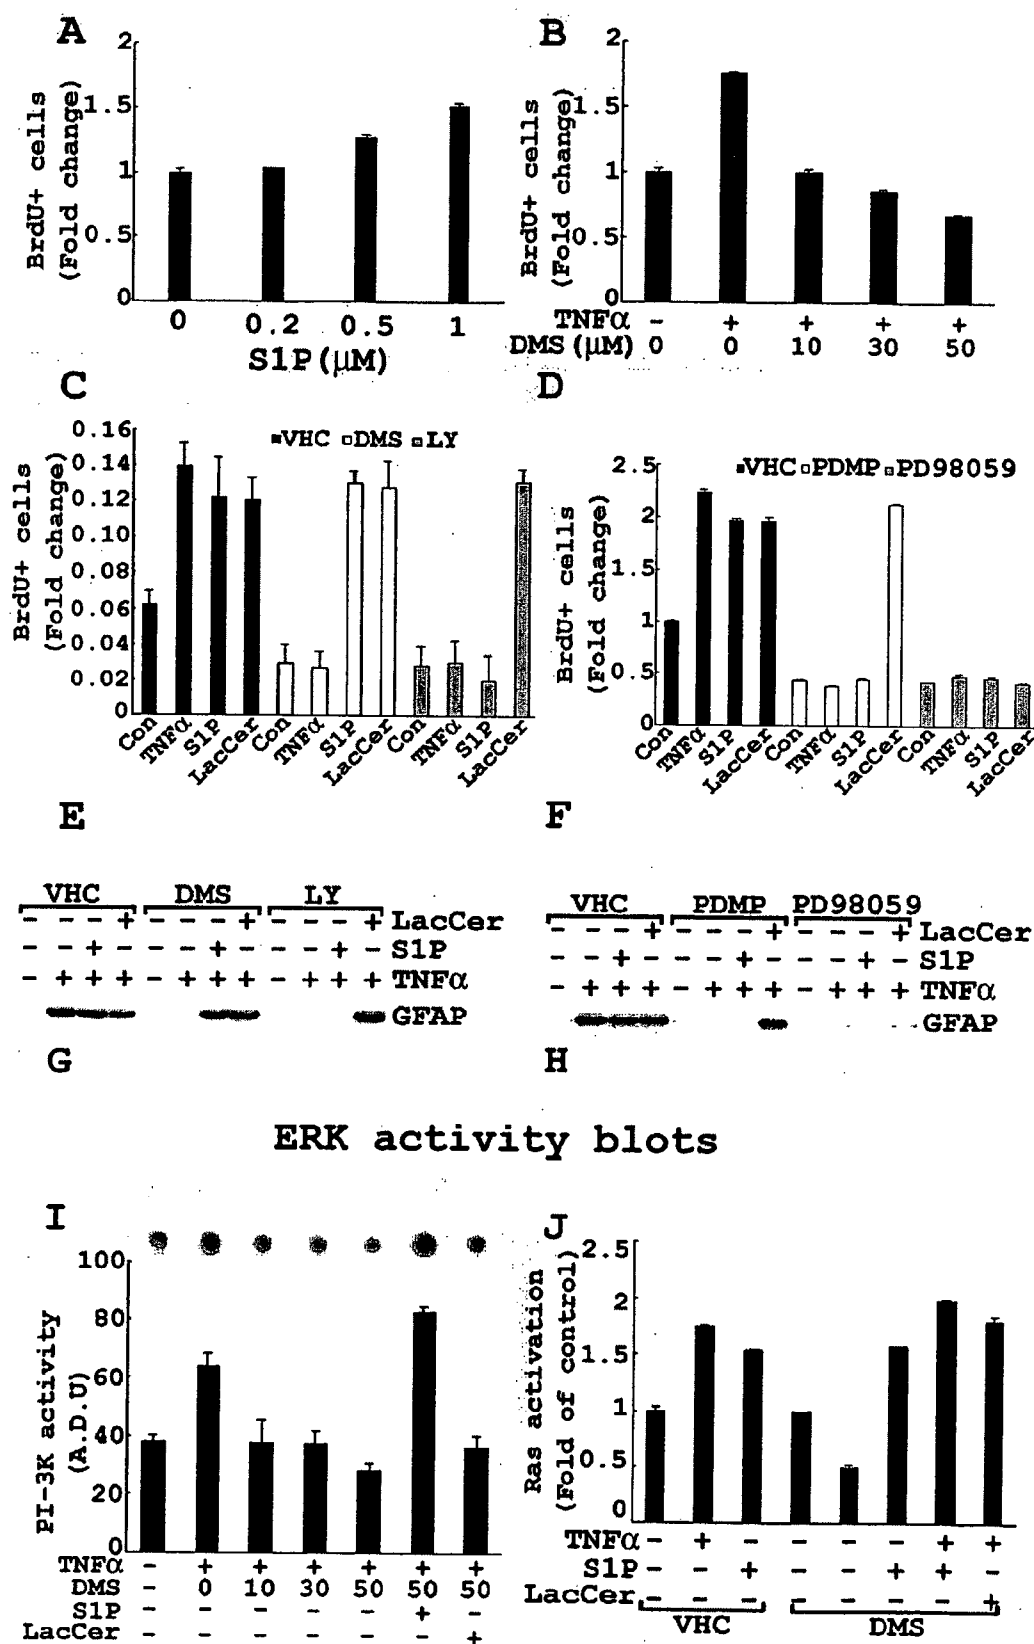 A
BrdU+ cells
(Fold change)
2
1.5
1
0.5
0
0 0.2 0.5 1
S1P(μM)
B
BrdU+ cells
(Fold change)
2
1.5
1
0.5
0
TNFα - + + + +
DMS(μM) 0 0 10 30 50
C
BrdU+ cells
(Fold change)
VHC DMS LY
0.16
0.14
0.12
0.10
0.08
0.06
0.04
0.02
0
Con TNFα S1P LacCer Con TNFα S1P LacCer Con TNFα S1P LacCer
D
BrdU+ cells
(Fold change)
VHC PDMP PD98059
2.5
2
1.5
1
0.5
0
Con TNFα S1P LacCer Con TNFα S1P LacCer Con TNFα S1P LacCer
E
VHC DMS LY
- - - + - - - + - - - + LacCer
- - + - - - + - - - + - S1P
- + + + - + + + - + + + TNFα
GFAP
F
VHC PDMP PD98059
- - - + - - - + - - - + LacCer
- - + - - - + - - - + - S1P
- + + + - + + + - + + + TNFα
GFAP
G
H
ERK activity blots
I
PI-3K activity
(A.D.U)
100
80
60
40
20
0
TNFα - + + + + + +
DMS - 0 10 30 50 50 50
S1P - - - - - + -
LacCer - - - - - - +
J
Ras activation
(Fold of control)
2.5
2
1.5
1
0.5
0
TNFα - + - - - - + +
S1P - - + - - + + -
LacCer - - - - - - - +
VHC DMS